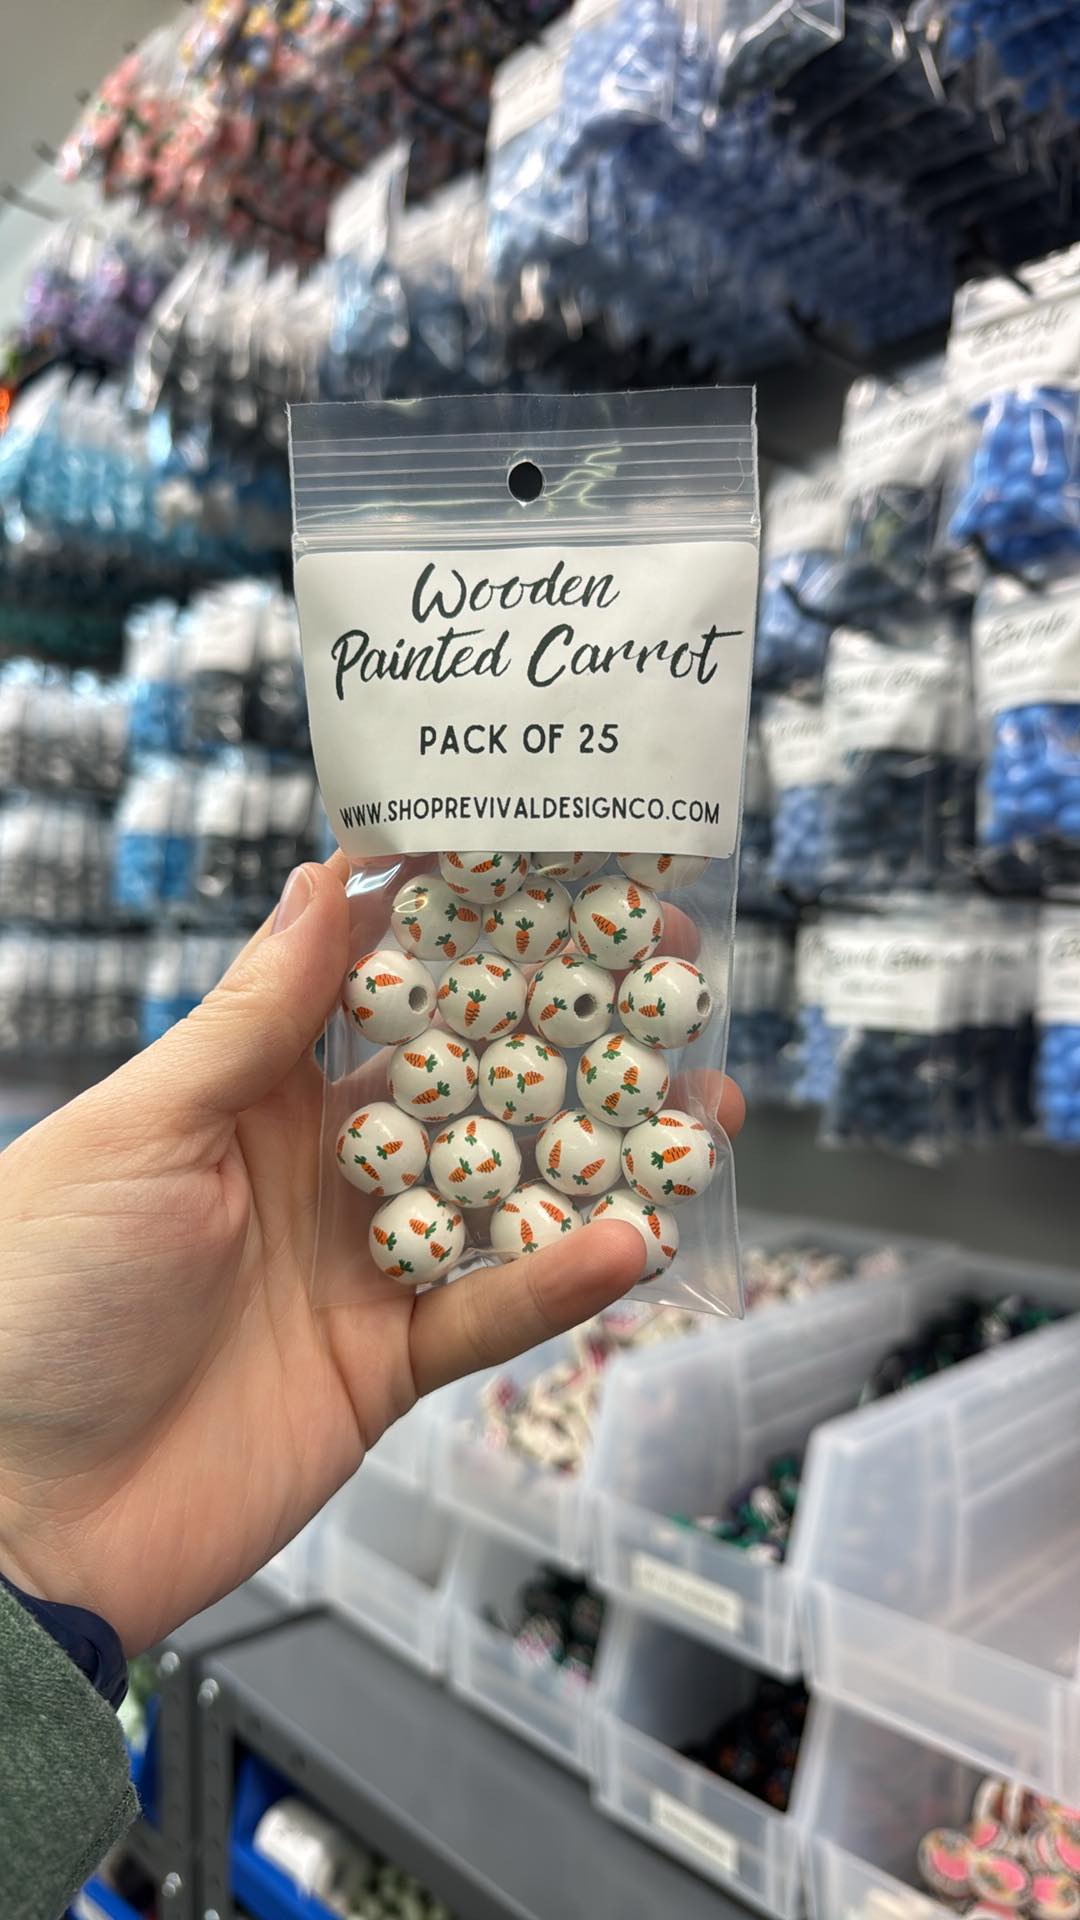 Wooden
Painted Carrot
PACK OF 25
WWW.SHOPREVIVALDESIGNCO.COM